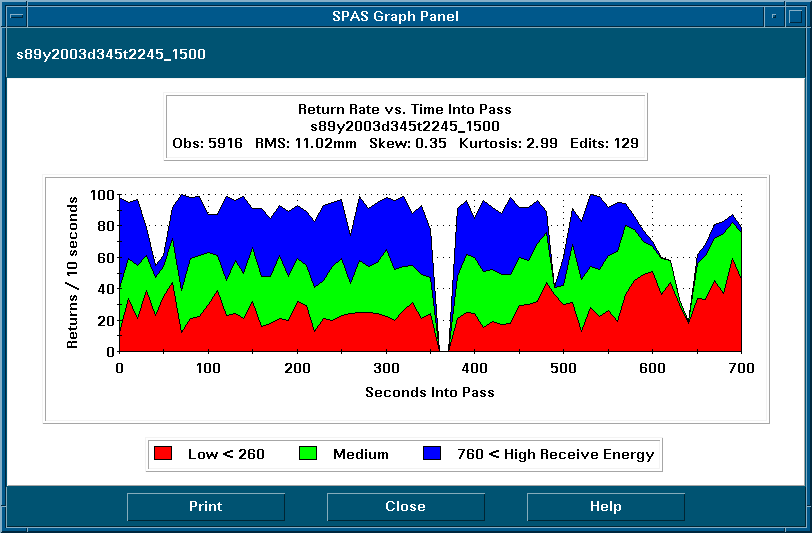 SPAS Graph Panel
s89y2003d345t2245_1500
Return Rate vs. Time Into Pass
s89y2003d345t2245_1500
Obs: 5916 RMS: 11.02mm Skew: 0.35 Kurtosis: 2.99 Edits: 129
Returns / 10 seconds
100
80
60
40
20
0
0 100 200 300 400 500 600 700
Seconds Into Pass
Low < 260 Medium 760 < High Receive Energy
Print Close Help